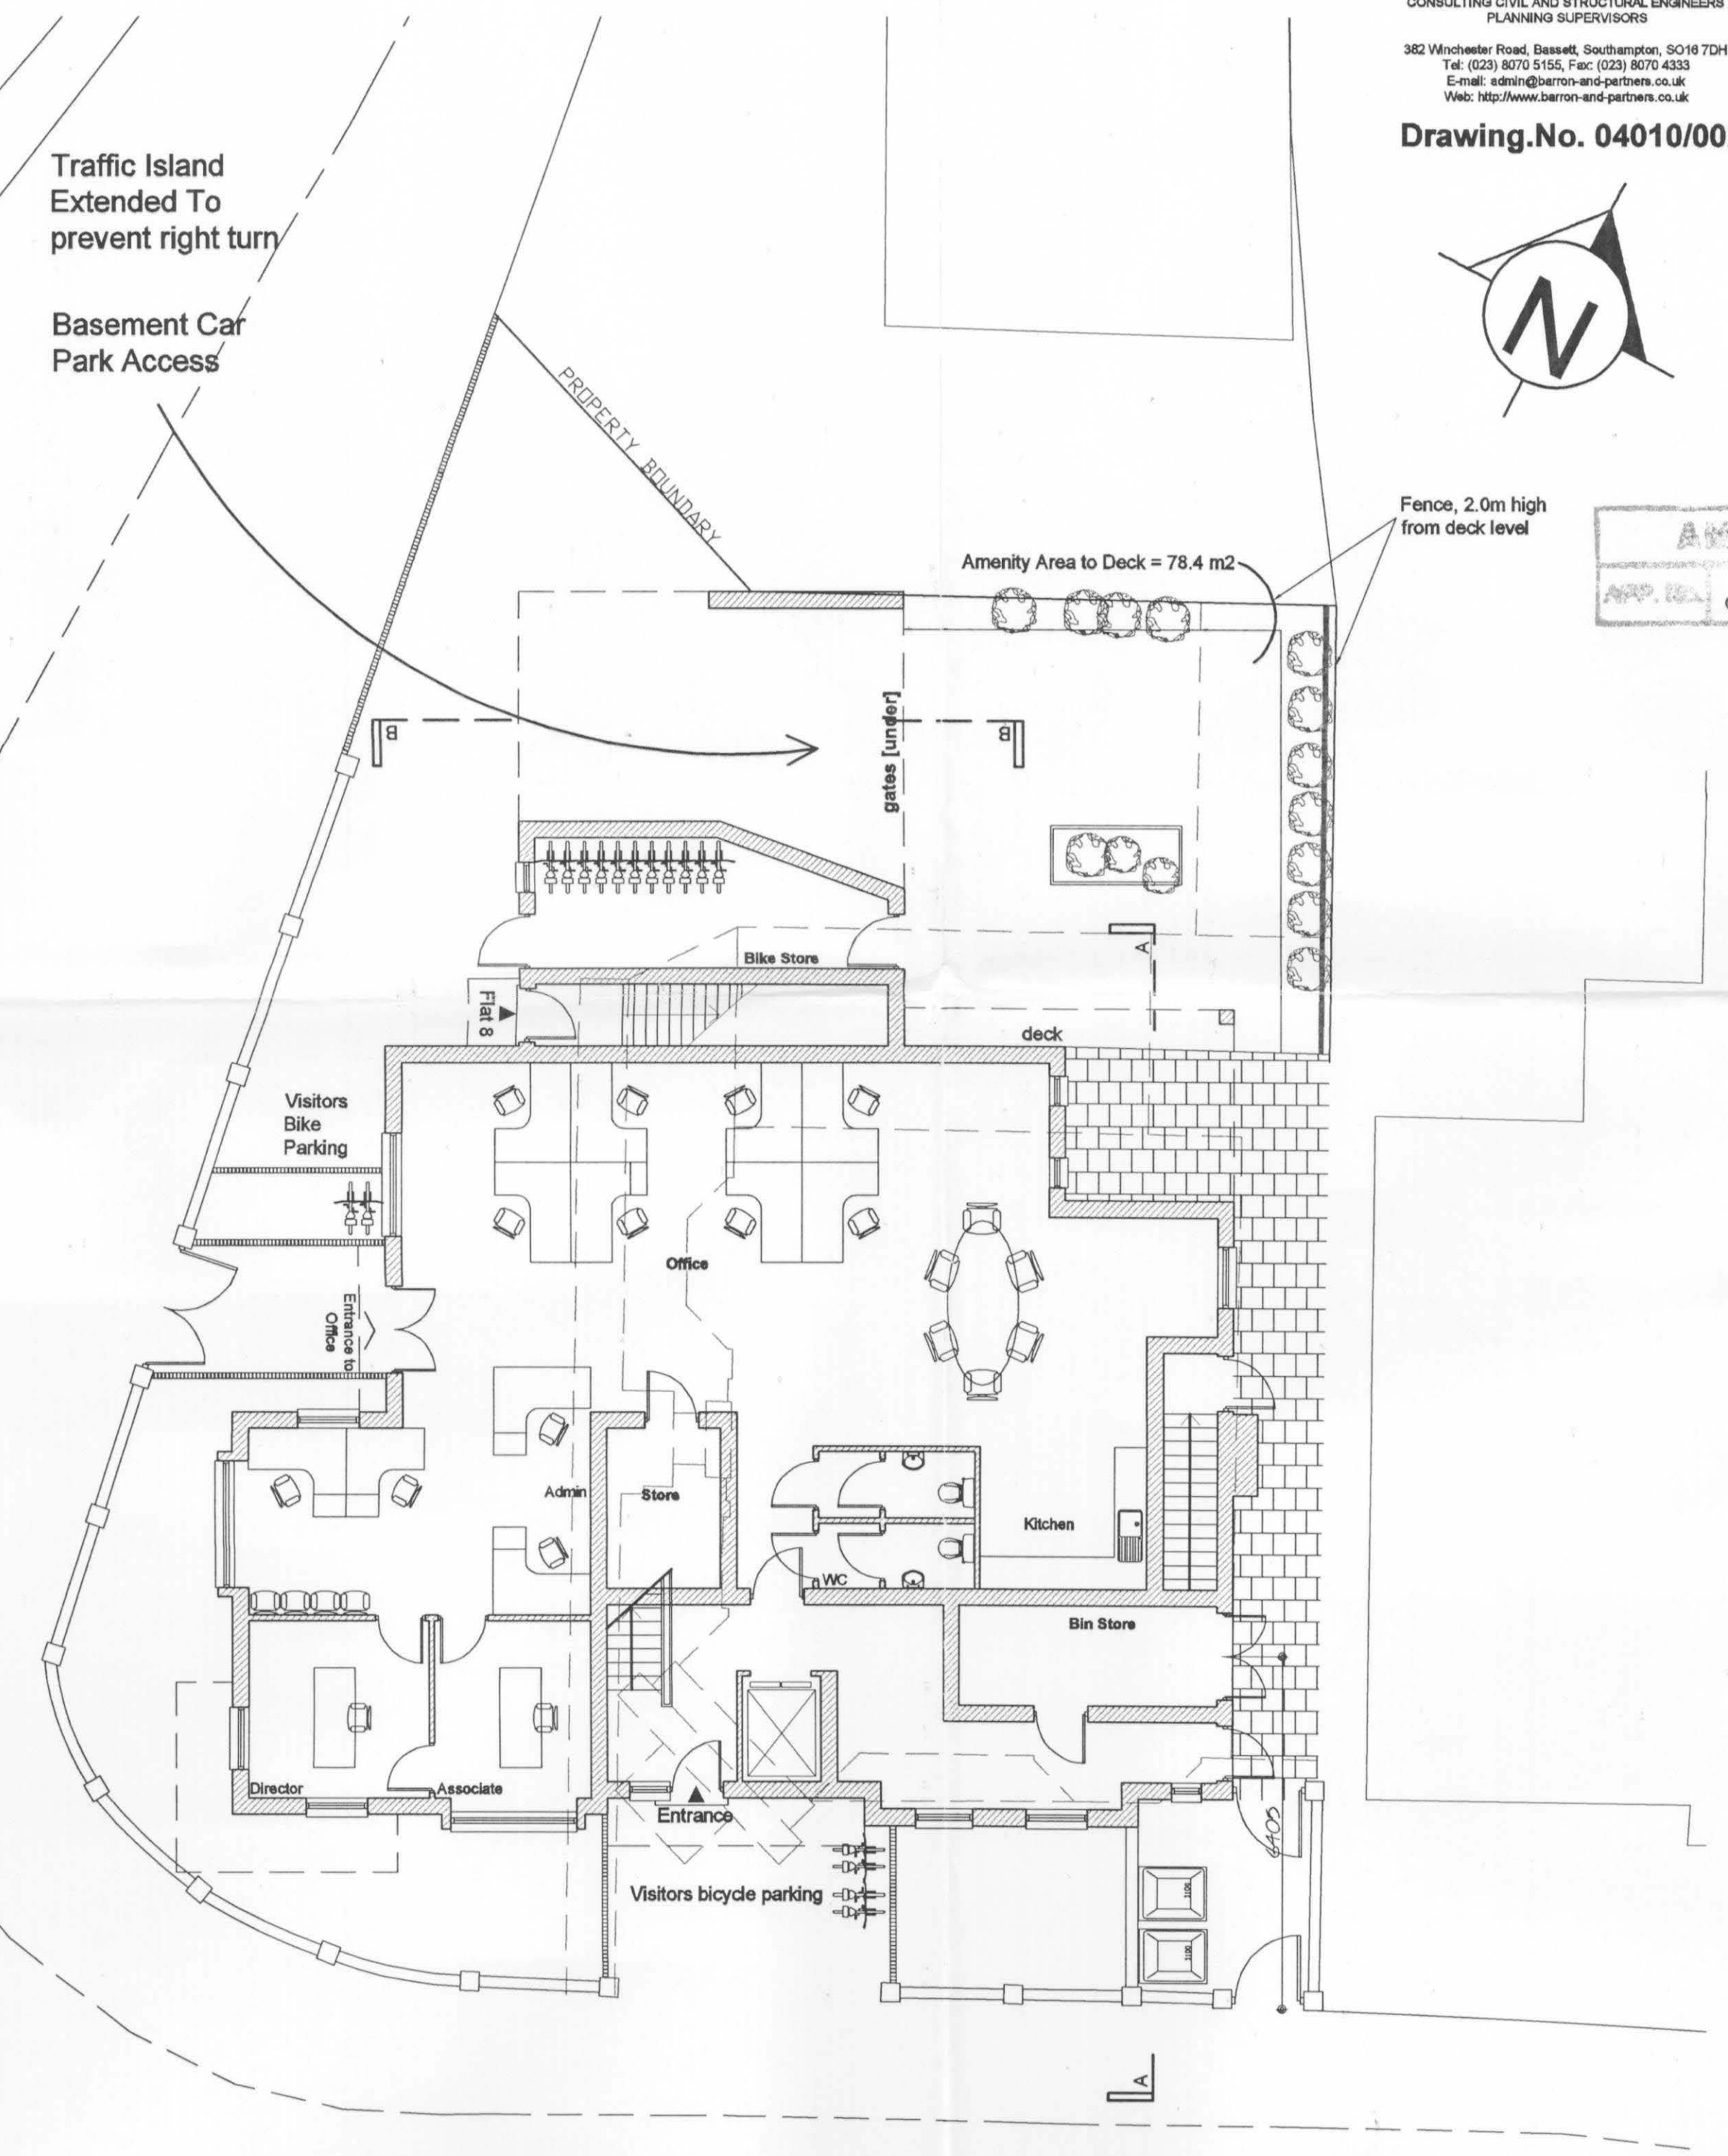 CONSULTING CIVIL AND STRUCTURAL ENGINEERS
PLANNING SUPERVISORS
382 Winchester Road, Bassett, Southampton, SO16 7DH
Tel: (023) 8070 5155, Fax: (023) 8070 4333
E-mail: admin@barron-and-partners.co.uk
Web: http://www.barron-and-partners.co.uk
Drawing.No. 04010/00
Traffic Island
Extended To
prevent right turn
Basement Car
Park Access
N
PROPERTY BOUNDARY
Fence, 2.0m high
from deck level
Amenity Area to Deck = 78.4 m2
gates [under]
B
B
A
Bike Store
Flat 8
deck
Visitors
Bike
Parking
Office
Entrance to
Office
Admin
Store
Kitchen
WC
Bin Store
Director
Associate
Entrance
Visitors bicycle parking
1100
1100
A